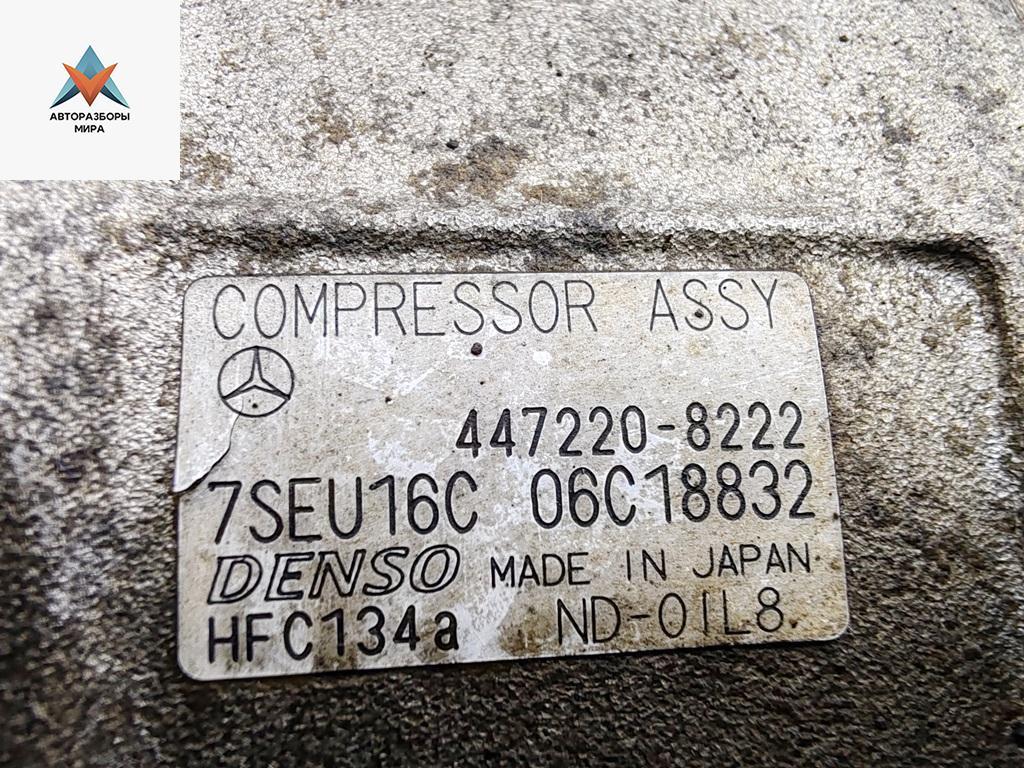 АВТОРАЗБОРЫ
МИРА
COMPRESSOR ASSY
447220-8222
7SEU16C 06C18832
DENSO MADE IN JAPAN
HFC134a ND-OIL8